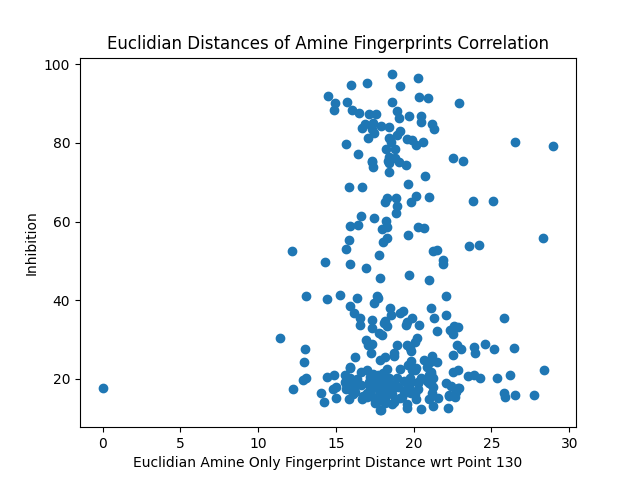 Euclidian Distances of Amine Fingerprints Correlation
100
80
60
40
20
Inhibition
0 5 10 15 20 25 30
Euclidian Amine Only Fingerprint Distance wrt Point 130